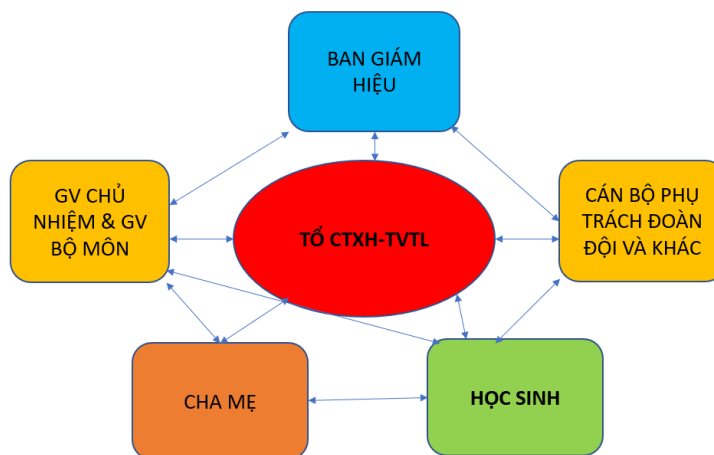 BAN GIÁM
HIỆU
GV CHỦ
NHIỆM & GV
BỘ MÔN
TỔ CTXH-TVTL
CÁN BỘ PHỤ
TRÁCH ĐOÀN
ĐỘI VÀ KHÁC
CHA MẸ
HỌC SINH